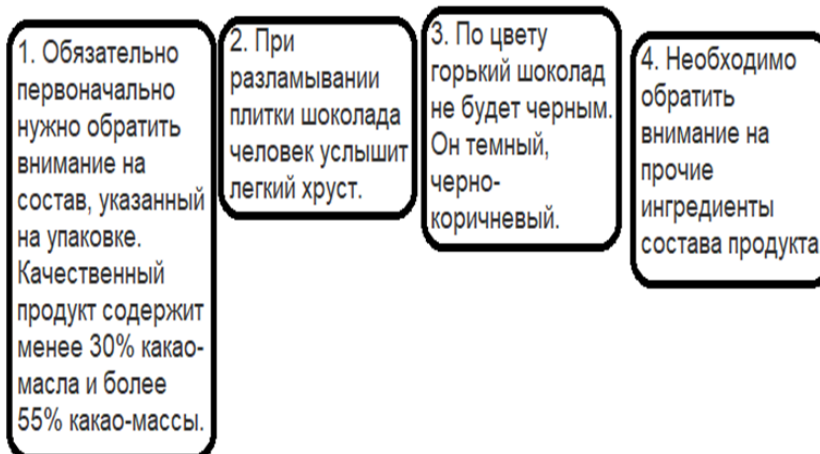 1. Обязательно
первоначально
нужно обратить
внимание на
состав, указанный
на упаковке.
Качественный
продукт содержит
менее 30% какао-
масла и более
55% какао-массы.
2. При
разламывании
плитки шоколада
человек услышит
легкий хруст.
3. По цвету
горький шоколад
не будет черным.
Он темный,
черно-
коричневый.
4. Необходимо
обратить
внимание на
прочие
ингредиенты
состава продукта